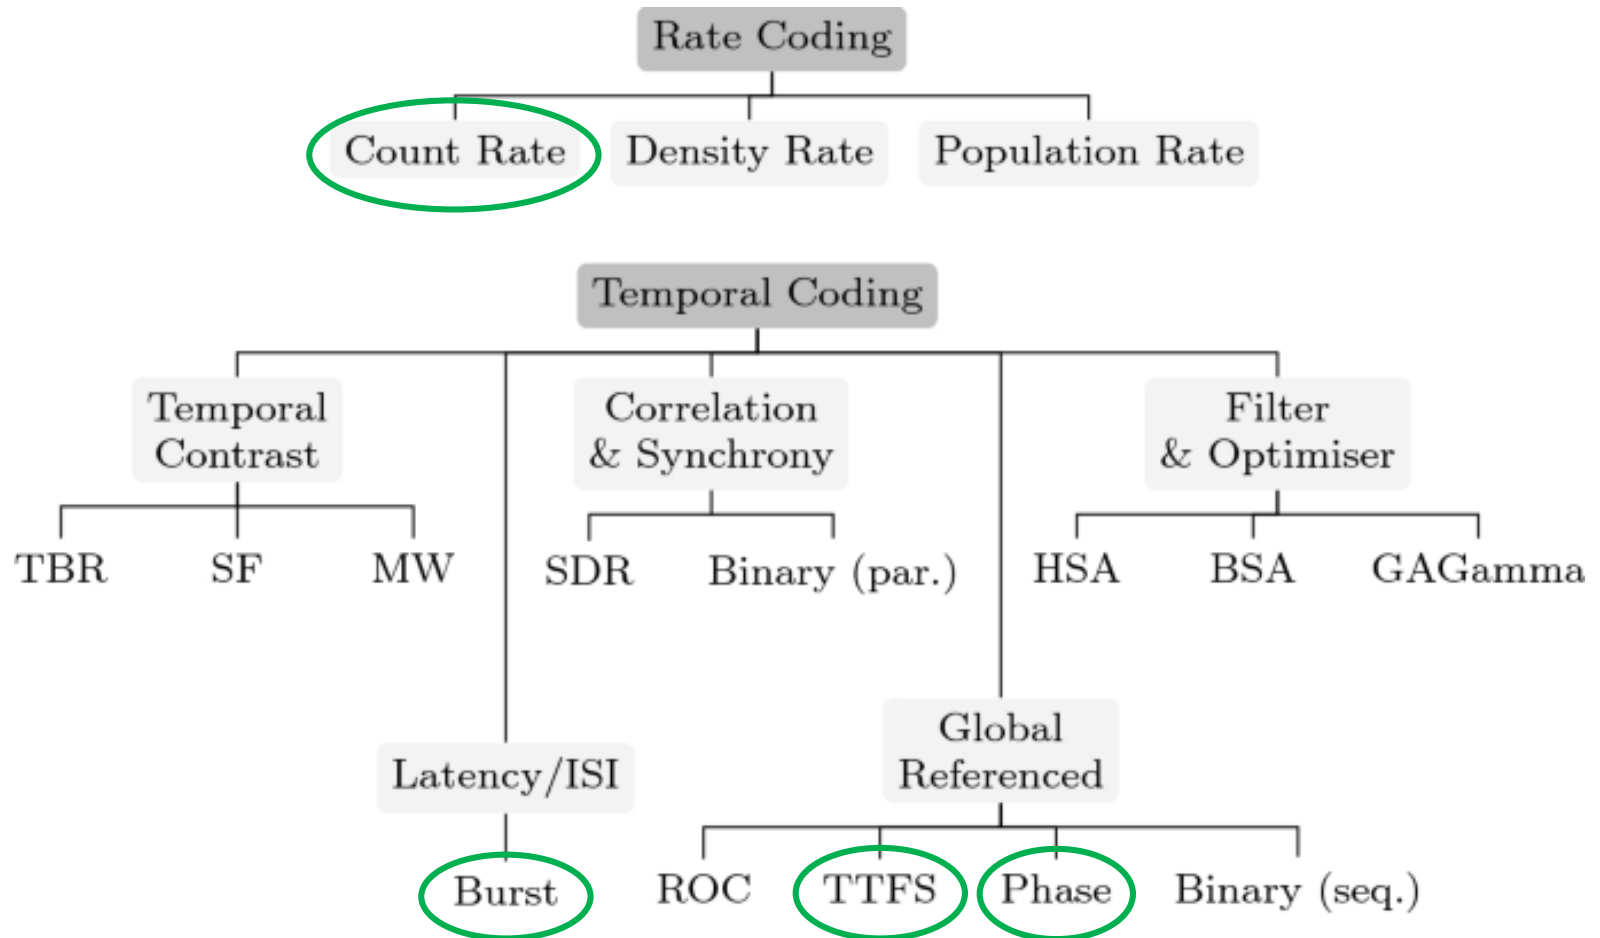 Rate Coding
Count Rate
Density Rate
Population Rate
Temporal Coding
Temporal
Contrast
Correlation
& Synchrony
Filter
& Optimiser
TBR
SF
MW
SDR
Binary (par.)
HSA
BSA
GAGamma
Latency/ISI
Global
Referenced
Burst
ROC
TTFS
Phase
Binary (seq.)